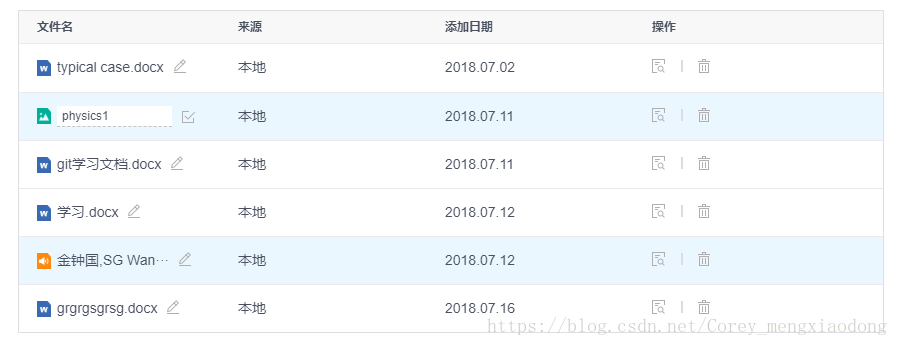 文件名 来源 添加日期 操作
typical case.docx 本地 2018.07.02
physics1 本地 2018.07.11
git学习文档.docx 本地 2018.07.11
学习.docx 本地 2018.07.12
金钟国,SG Wan··· 本地 2018.07.12
grgrgsgrsg.docx 本地 2018.07.16
https://blog.csdn.net/Corey_mengxiaodong